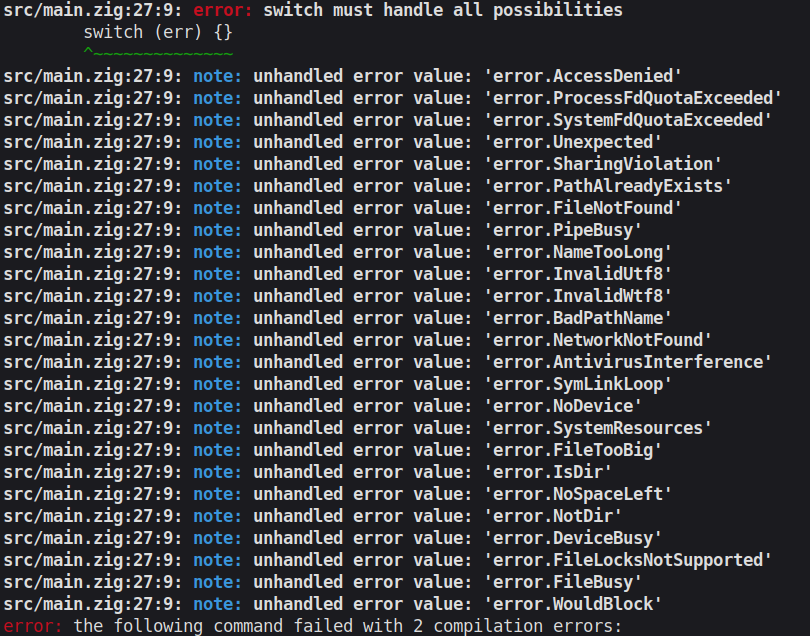 src/main.zig:27:9: error: switch must handle all possibilities
        switch (err) {}
        ^~~~~~~~~~~~~~~
src/main.zig:27:9: note: unhandled error value: 'error.AccessDenied'
src/main.zig:27:9: note: unhandled error value: 'error.ProcessFdQuotaExceeded'
src/main.zig:27:9: note: unhandled error value: 'error.SystemFdQuotaExceeded'
src/main.zig:27:9: note: unhandled error value: 'error.Unexpected'
src/main.zig:27:9: note: unhandled error value: 'error.SharingViolation'
src/main.zig:27:9: note: unhandled error value: 'error.PathAlreadyExists'
src/main.zig:27:9: note: unhandled error value: 'error.FileNotFound'
src/main.zig:27:9: note: unhandled error value: 'error.PipeBusy'
src/main.zig:27:9: note: unhandled error value: 'error.NameTooLong'
src/main.zig:27:9: note: unhandled error value: 'error.InvalidUtf8'
src/main.zig:27:9: note: unhandled error value: 'error.InvalidWtf8'
src/main.zig:27:9: note: unhandled error value: 'error.BadPathName'
src/main.zig:27:9: note: unhandled error value: 'error.NetworkNotFound'
src/main.zig:27:9: note: unhandled error value: 'error.AntivirusInterference'
src/main.zig:27:9: note: unhandled error value: 'error.SymLinkLoop'
src/main.zig:27:9: note: unhandled error value: 'error.NoDevice'
src/main.zig:27:9: note: unhandled error value: 'error.SystemResources'
src/main.zig:27:9: note: unhandled error value: 'error.FileTooBig'
src/main.zig:27:9: note: unhandled error value: 'error.IsDir'
src/main.zig:27:9: note: unhandled error value: 'error.NoSpaceLeft'
src/main.zig:27:9: note: unhandled error value: 'error.NotDir'
src/main.zig:27:9: note: unhandled error value: 'error.DeviceBusy'
src/main.zig:27:9: note: unhandled error value: 'error.FileLocksNotSupported'
src/main.zig:27:9: note: unhandled error value: 'error.FileBusy'
src/main.zig:27:9: note: unhandled error value: 'error.WouldBlock'
error: the following command failed with 2 compilation errors: